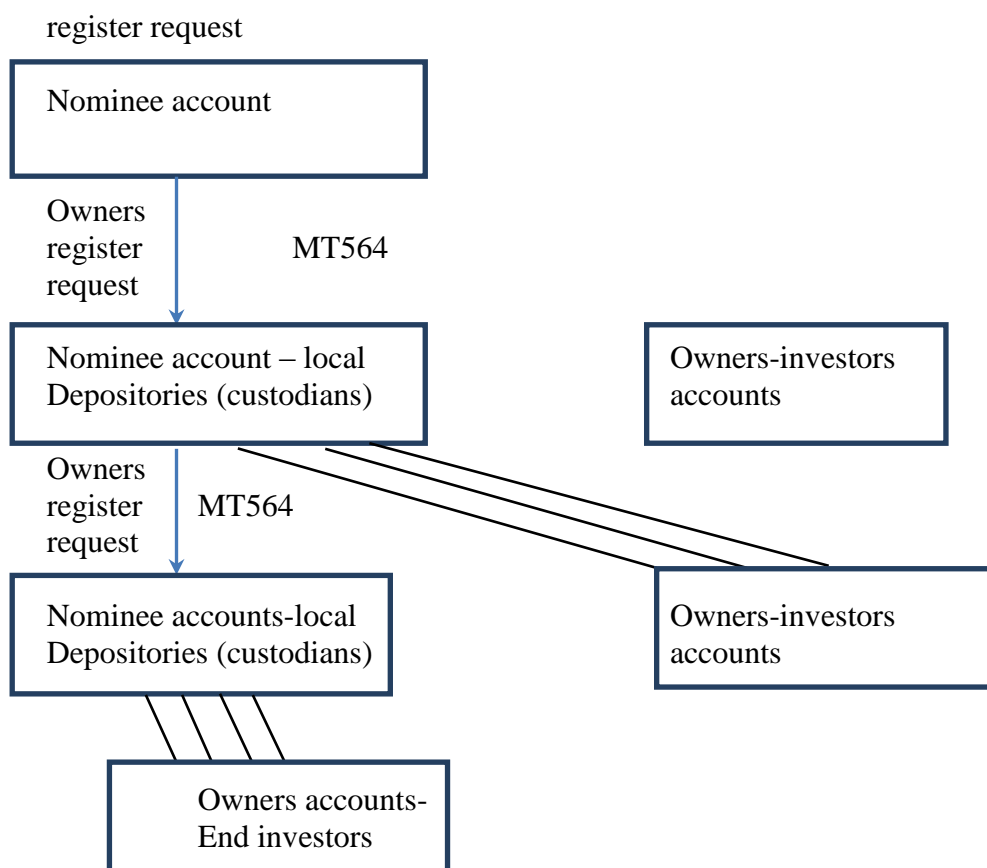 register request
Nominee account
Owners
register
request
MT564
Nominee account – local
Depositories (custodians)
Owners-investors
accounts
Owners
register
request
MT564
Nominee accounts-local
Depositories (custodians)
Owners-investors
accounts
Owners accounts-
End investors